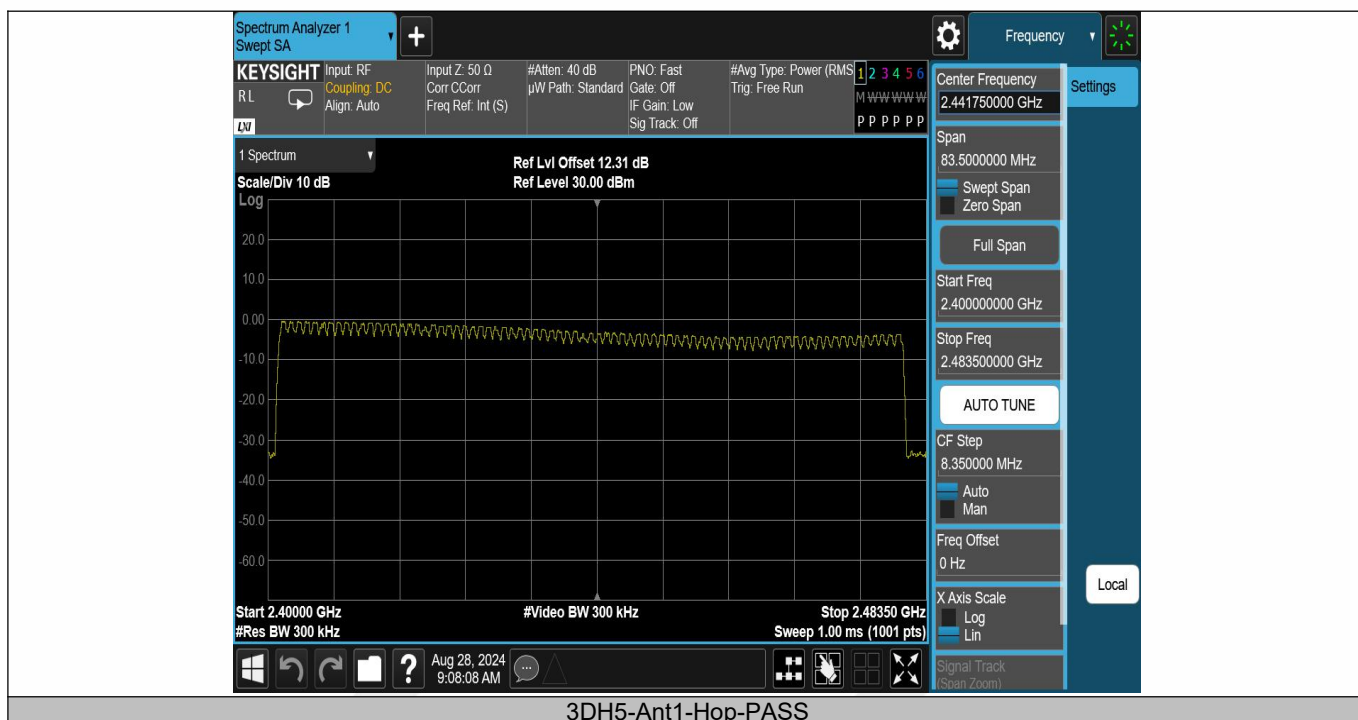 Spectrum Analyzer 1
Swept SA
+
Frequency
KEYSIGHT
RL
LXI
Input: RF
Coupling: DC
Align: Auto
Input Z: 50 Ω
Corr CCorr
Freq Ref: Int (S)
#Atten: 40 dB
µW Path: Standard
PNO: Fast
Gate: Off
IF Gain: Low
Sig Track: Off
#Avg Type: Power (RMS
Trig: Free Run
1 2 3 4 5 6
M W W W W W
P P P P P P
1 Spectrum
Scale/Div 10 dB
Log
Ref Lvl Offset 12.31 dB
Ref Level 30.00 dBm
20.0
10.0
0.00
-10.0
-20.0
-30.0
-40.0
-50.0
-60.0
Start 2.40000 GHz
#Res BW 300 kHz
#Video BW 300 kHz
Stop 2.48350 GHz
Sweep 1.00 ms (1001 pts)
Center Frequency
2.441750000 GHz
Settings
Span
83.5000000 MHz
Swept Span
Zero Span
Full Span
Start Freq
2.400000000 GHz
Stop Freq
2.483500000 GHz
AUTO TUNE
CF Step
8.350000 MHz
Auto
Man
Freq Offset
0 Hz
X Axis Scale
Log
Lin
Signal Track
(Span Zoom)
Local
?
Aug 28, 2024
9:08:08 AM
3DH5-Ant1-Hop-PASS